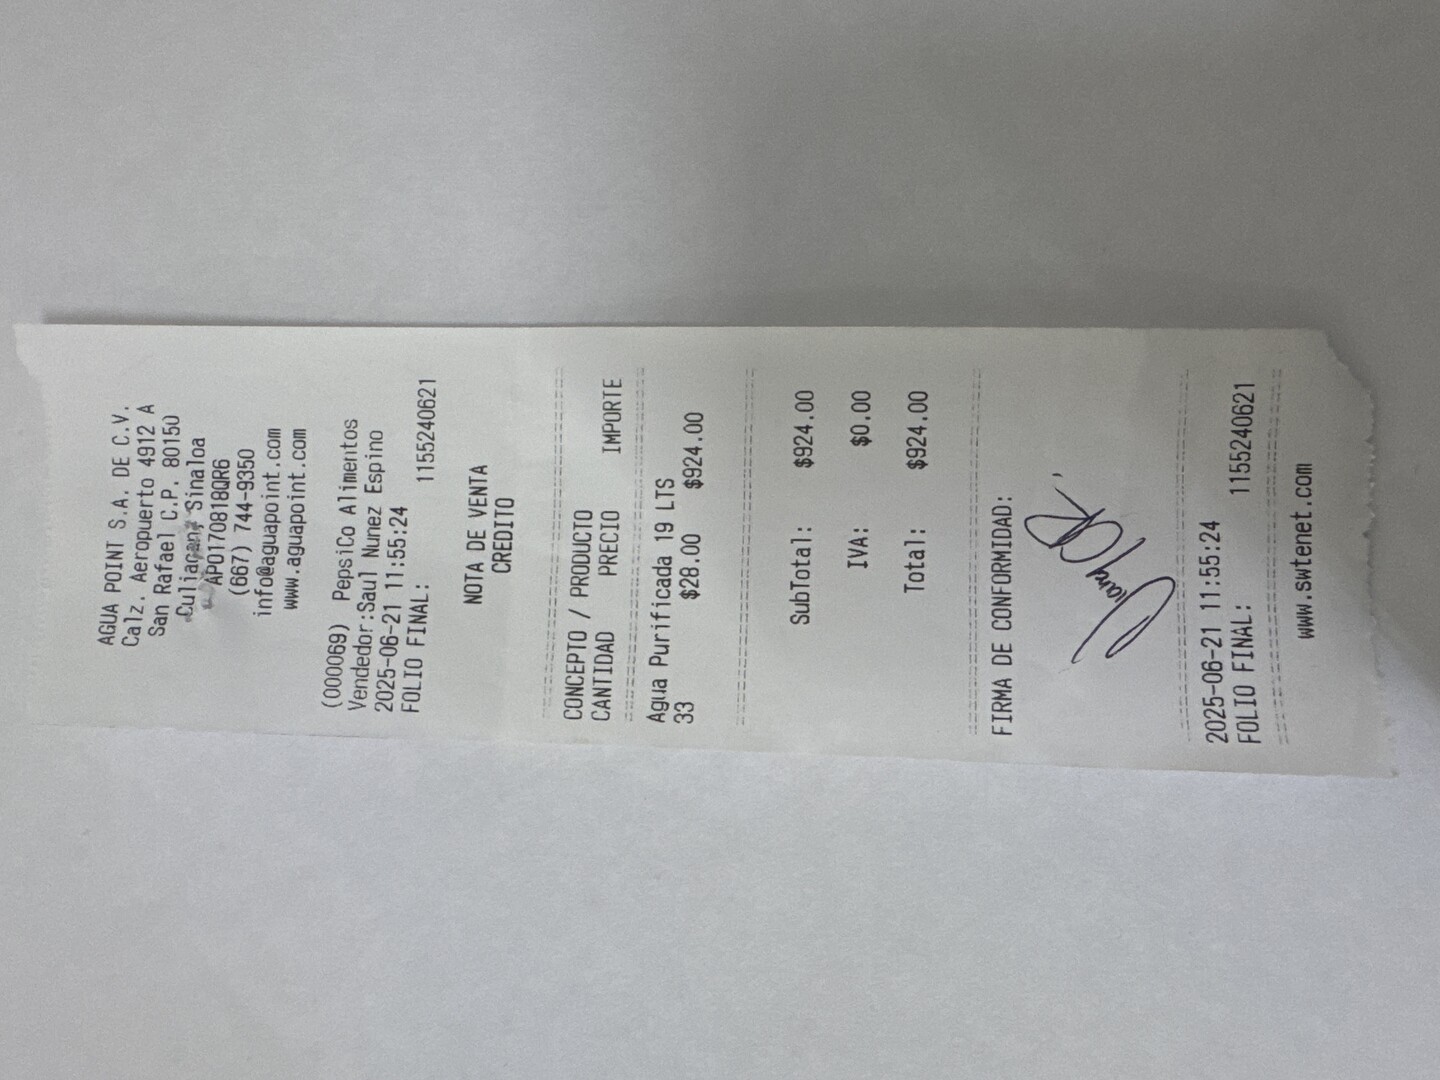 AGUA POINT S.A. DE C.V.
Calz. Aeropuerto 4912 A
San Rafael C.P. 80150
Culiacan, Sinaloa
APO170818QR6
(667) 744-9350
info@aguapoint.com
www.aguapoint.com
(000069) PepsiCo Alimentos
Vendedor:Saul Nunez Espino
2025-06-21 11:55:24
FOLIO FINAL: 1155240621
NOTA DE VENTA
CREDITO
CONCEPTO / PRODUCTO
CANTIDAD PRECIO IMPORTE
Agua Purificada 19 LTS
33 $28.00 $924.00
SubTotal: $924.00
IVA: $0.00
Total: $924.00
FIRMA DE CONFORMIDAD:
2025-06-21 11:55:24
FOLIO FINAL: 1155240621
www.swtenet.com